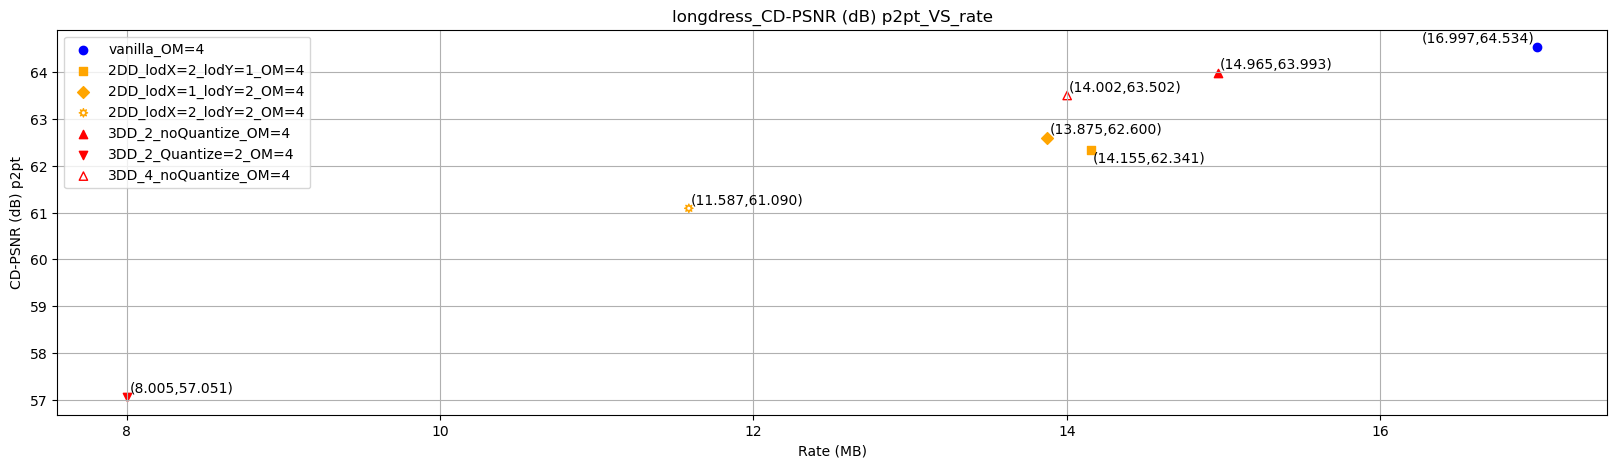 longdress_CD-PSNR (dB) p2pt_VS_rate
vanilla_OM=4
2DD_lodX=2_lodY=1_OM=4
2DD_lodX=1_lodY=2_OM=4
2DD_lodX=2_lodY=2_OM=4
3DD_2_noQuantize_OM=4
3DD_2_Quantize=2_OM=4
3DD_4_noQuantize_OM=4
(16.997,64.534)
(14.965,63.993)
(14.002,63.502)
(13.875,62.600)
(14.155,62.341)
(11.587,61.090)
(8.005,57.051)
CD-PSNR (dB) p2pt
64
63
62
61
60
59
58
57
8
10
12
14
16
Rate (MB)